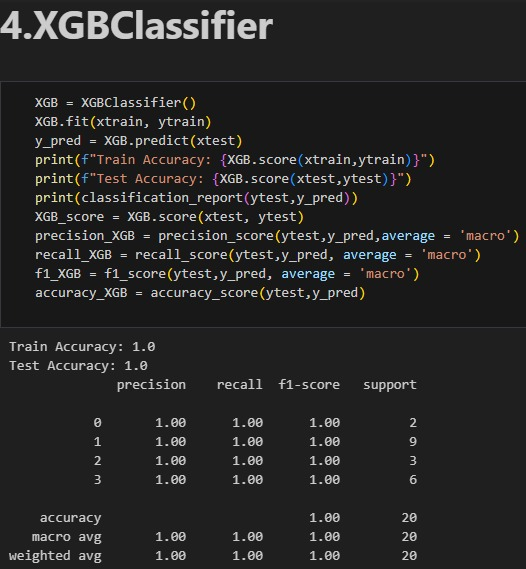 4.XGBClassifier
XGB = XGBClassifier()
XGB.fit(xtrain, ytrain)
y_pred = XGB.predict(xtest)
print(f"Train Accuracy: {XGB.score(xtrain,ytrain)}")
print(f"Test Accuracy: {XGB.score(xtest,ytest)}")
print(classification_report(ytest,y_pred))
XGB_score = XGB.score(xtest, ytest)
precision_XGB = precision_score(ytest,y_pred,average = 'macro')
recall_XGB = recall_score(ytest,y_pred, average = 'macro')
f1_XGB = f1_score(ytest,y_pred, average = 'macro')
accuracy_XGB = accuracy_score(ytest,y_pred)
Train Accuracy: 1.0
Test Accuracy: 1.0
precision recall f1-score support
0 1.00 1.00 1.00 2
1 1.00 1.00 1.00 9
2 1.00 1.00 1.00 3
3 1.00 1.00 1.00 6
accuracy 1.00 20
macro avg 1.00 1.00 1.00 20
weighted avg 1.00 1.00 1.00 20